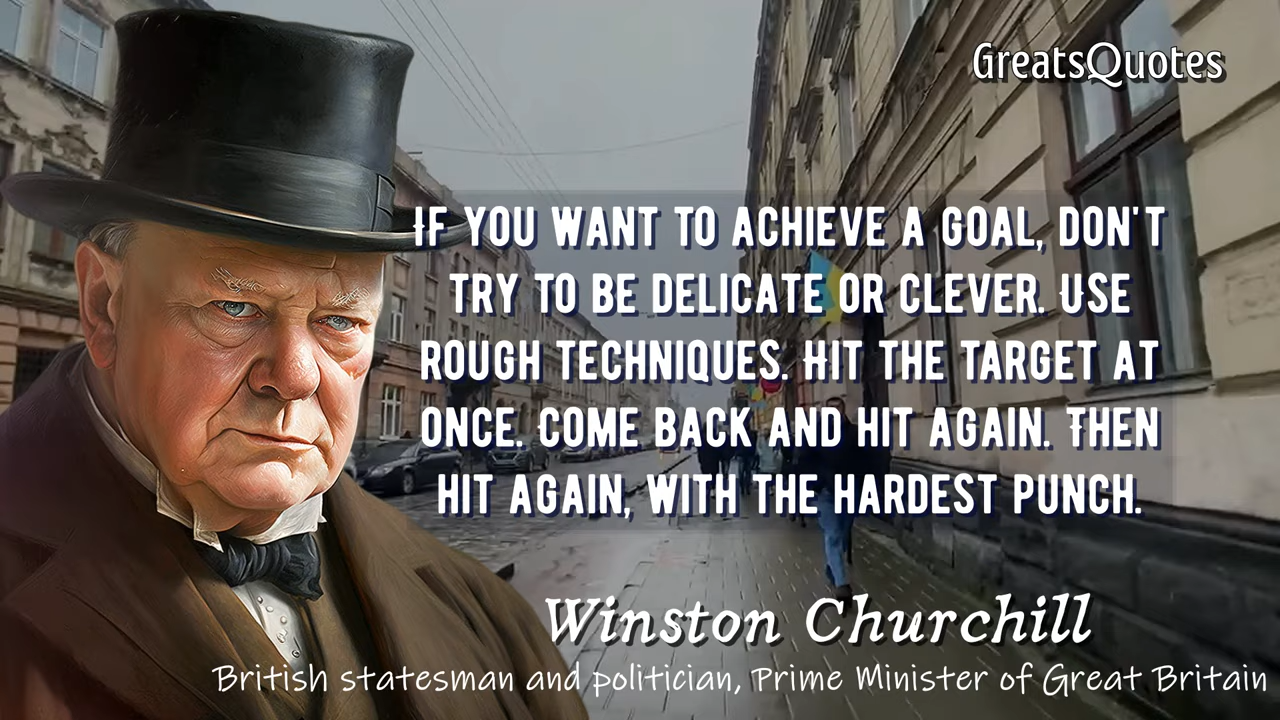 GreatsQuotes
IF YOU WANT TO ACHIEVE A GOAL, DON'T
TRY TO BE DELICATE OR CLEVER. USE
ROUGH TECHNIQUES. HIT THE TARGET AT
ONCE. COME BACK AND HIT AGAIN. THEN
HIT AGAIN, WITH THE HARDEST PUNCH.
Winston Churchill
British statesman and politician, Prime Minister of Great Britain